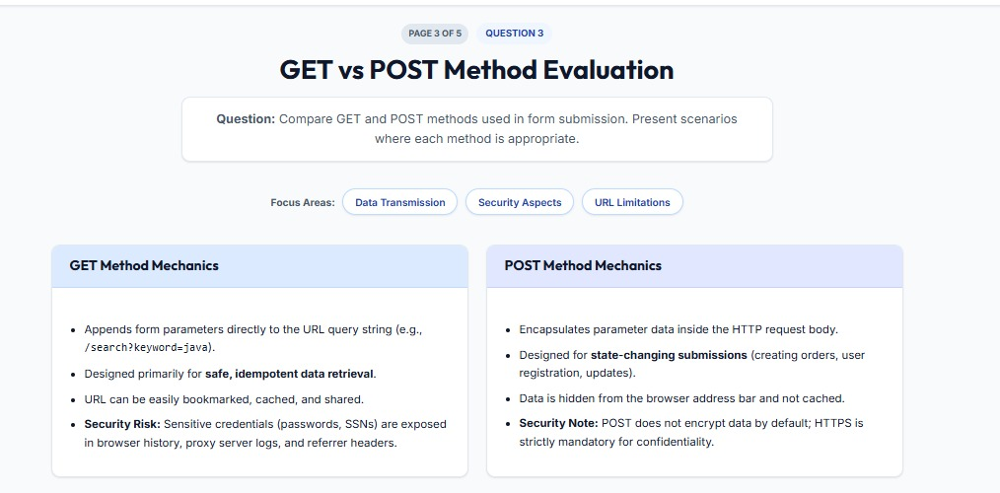 PAGE 3 OF 5 QUESTION 3
GET vs POST Method Evaluation
Question: Compare GET and POST methods used in form submission. Present scenarios
where each method is appropriate.
Focus Areas: Data Transmission Security Aspects URL Limitations
GET Method Mechanics
• Appends form parameters directly to the URL query string (e.g.,
/search?keyword=java).
• Designed primarily for safe, idempotent data retrieval.
• URL can be easily bookmarked, cached, and shared.
• Security Risk: Sensitive credentials (passwords, SSNs) are exposed
in browser history, proxy server logs, and referrer headers.
POST Method Mechanics
• Encapsulates parameter data inside the HTTP request body.
• Designed for state-changing submissions (creating orders, user
registration, updates).
• Data is hidden from the browser address bar and not cached.
• Security Note: POST does not encrypt data by default; HTTPS is
strictly mandatory for confidentiality.